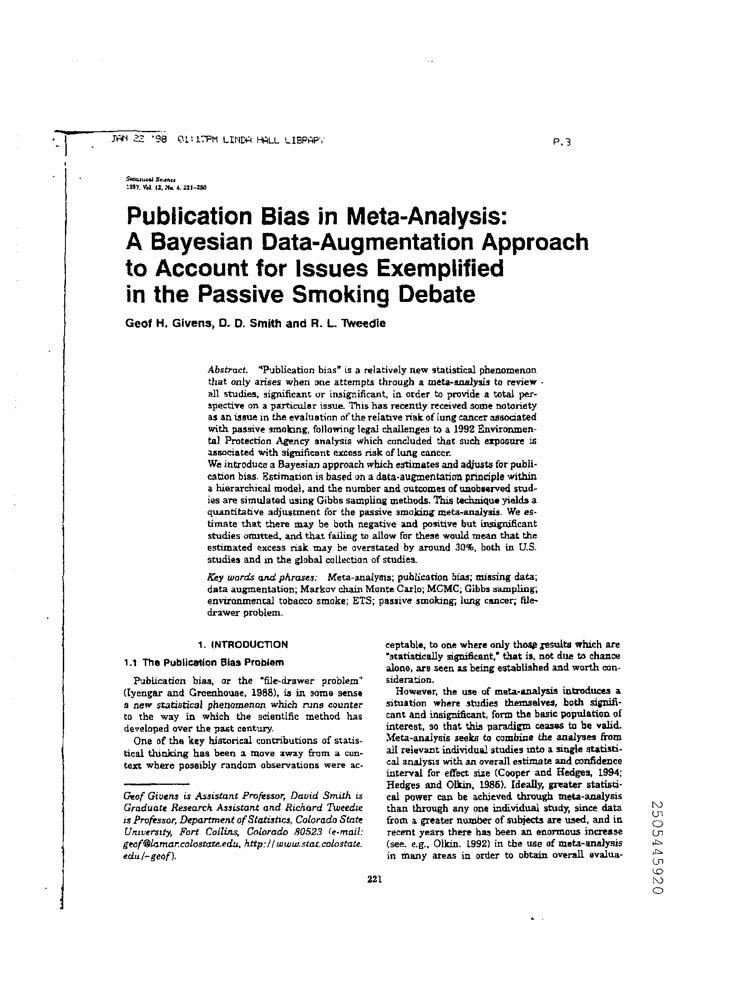 JAN 22 '98 01:17PM LINDA HALL LIBRARY
P.3
Statistical Science
1997, Vol. 12, No. 4, 221-250
Publication Bias in Meta-Analysis:
A Bayesian Data-Augmentation Approach
to Account for Issues Exemplified
in the Passive Smoking Debate
Geof H. Givens, D. D. Smith and R. L. Tweedie
Abstract. "Publication bias" is a relatively new statistical phenomenon
that only arises when one attempts through a meta-analysis to review
all studies, significant or insignificant, in order to provide a total per-
spective on a particular issue. This has recently received some notoriety
as an issue in the evaluation of the relative risk of lung cancer associated
with passive smoking, following legal challenges to a 1992 Environmen-
tal Protection Agency analysis which concluded that such exposure is
associated with significant excess risk of lung cancer.
We introduce a Bayesian approach which estimates and adjusts for publi-
cation bias. Estimation is based on a data-augmentation principle within
a hierarchical model, and the number and outcomes of unobserved stud-
ies are simulated using Gibbs sampling methods. This technique yields a
quantitative adjustment for the passive smoking meta-analysis. We es-
timate that there may be both negative and positive but insignificant
studies omitted, and that failing to allow for these would mean that the
estimated excess risk may be overstated by around 30%, both in U.S.
studies and in the global collection of studies.
Key words and phrases: Meta-analysis; publication bias; missing data;
data augmentation; Markov chain Monte Carlo; MCMC; Gibbs sampling;
environmental tobacco smoke; ETS; passive smoking; lung cancer; file-
drawer problem.
1. INTRODUCTION
1.1 The Publication Bias Problem
Publication bias, or the "file-drawer problem"
(Iyengar and Greenhouse, 1988), is in some sense
a new statistical phenomenon which runs counter
to the way in which the scientific method has
developed over the past century.
One of the key historical contributions of statis-
tical thinking has been a move away from a con-
text where possibly random observations were ac-
Geof Givens is Assistant Professor, David Smith is
Graduate Research Assistant and Richard Tweedie
is Professor, Department of Statistics, Colorado State
University, Fort Collins, Colorado 80523 (e-mail:
geof@lamar.colostate.edu, http://www.stat.colostate.
edu/~geof).
ceptable, to one where only those results which are
"statistically significant," that is, not due to chance
alone, are seen as being established and worth con-
sideration.
However, the use of meta-analysis introduces a
situation where studies themselves, both signifi-
cant and insignificant, form the basic population of
interest, so that this paradigm ceases to be valid.
Meta-analysis seeks to combine the analyses from
all relevant individual studies into a single statisti-
cal analysis with an overall estimate and confidence
interval for effect size (Cooper and Hedges, 1994;
Hedges and Olkin, 1985). Ideally, greater statisti-
cal power can be achieved through meta-analysis
than through any one individual study, since data
from a greater number of subjects are used, and in
recent years there has been an enormous increase
(see. e.g., Olkin. 1992) in the use of meta-analysis
in many areas in order to obtain overall evalua-
221
2505445920